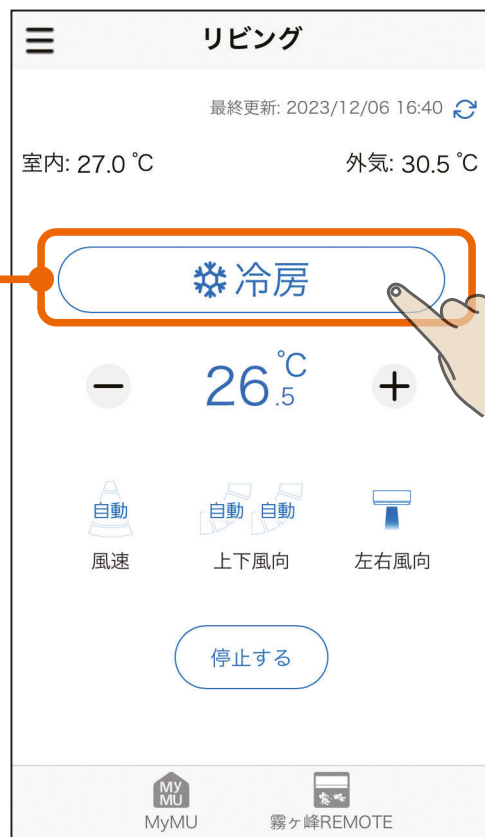 リビング
最終更新: 2023/12/06 16:40
室内: 27.0 ℃ 外気: 30.5 ℃
冷房
26.5 ℃
自動 自動 自動
風速 上下風向 左右風向
停止する
MY MU 霧ヶ峰
MyMU 霧ヶ峰REMOTE